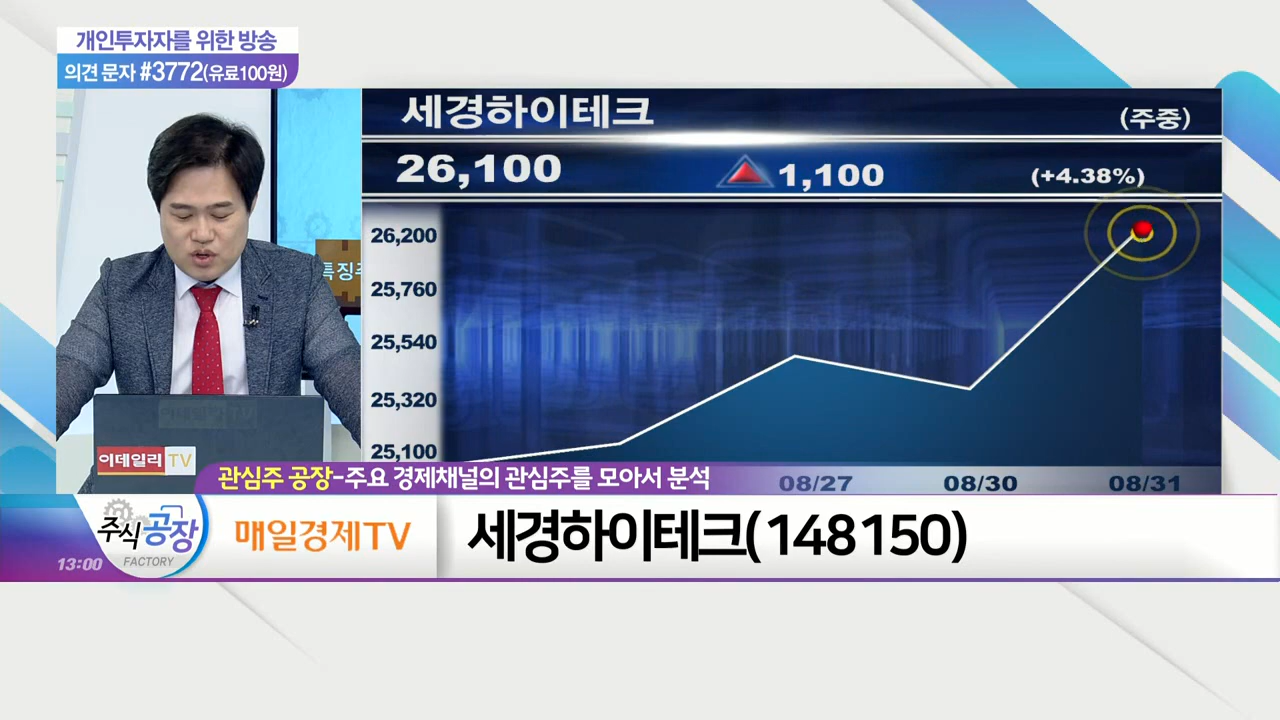 개인투자자를 위한 방송
의견 문자 #3772(유료100원)
세경하이테크
(주중)
26,100
1,100
(+4.38%)
26,200
25,760
25,540
25,320
25,100
08/27
08/30
08/31
특징주
이데일리 TV
관심주 공장-주요 경제채널의 관심주를 모아서 분석
주식공장
FACTORY
13:00
매일경제TV
세경하이테크(148150)